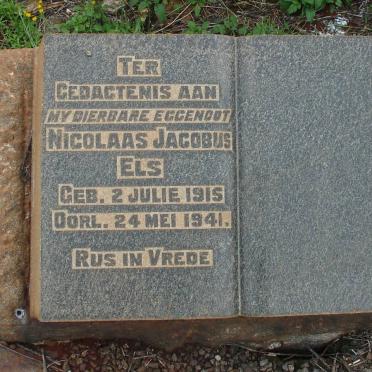 TER
GEDACTENIS AAN
MY DIERBARE EGGENOOT
NICOLAAS JACOBUS
ELS
GEB. 2 JULIE 1915
OORL. 24 MEI 1941.
RUS IN VREDE